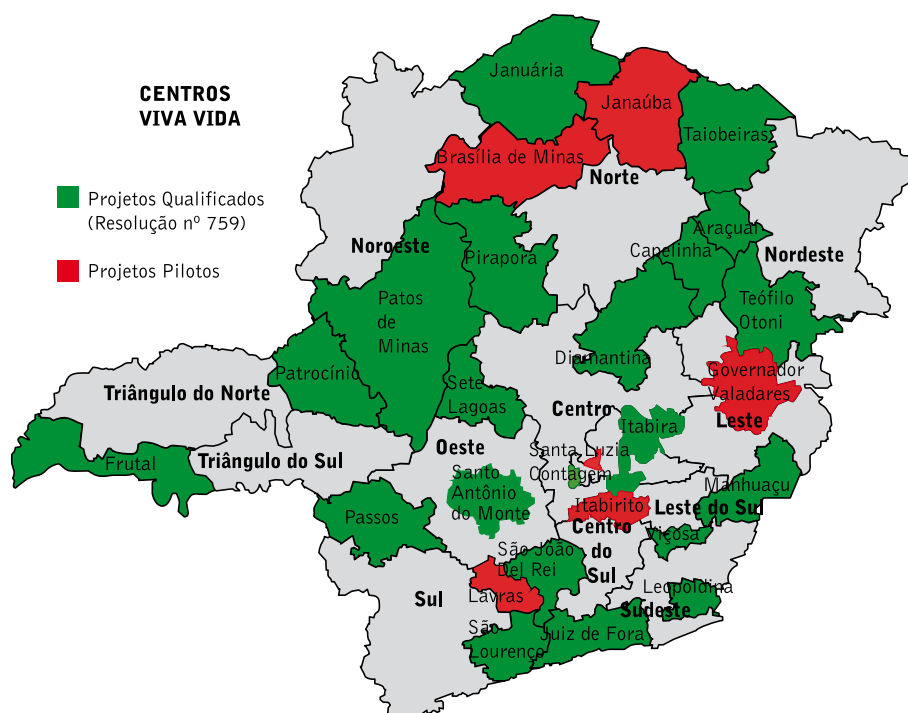 CENTROS
VIVA VIDA
Projetos Qualificados
(Resolução nº 759)
Projetos Pilotos
Januária
Janaúba
Taiobeiras
Brasília de Minas
Norte
Araçuaí
Noroeste
Pirapora
Capelinha
Nordeste
Patos
de
Minas
Teófilo
Otoni
Diamantina
Governador
Valadares
Patrocínio
Sete
Lagoas
Triângulo do Norte
Centro
Leste
Itabira
Oeste
Santa Luzia
Contagem
Frutal
Triângulo do Sul
Santo
Antônio
do Monte
Manhuaçu
Passos
Itabirito
Leste do Sul
Centro
do
Sul
Viçosa
São João
Del Rei
Lavras
Sul
Leopoldina
Sudeste
São
Lourenço
Juiz de Fora